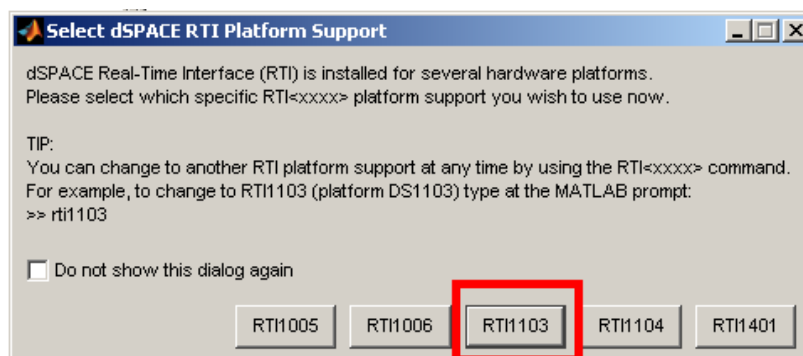 Select dSPACE RTI Platform Support
dSPACE Real-Time Interface (RTI) is installed for several hardware platforms.
Please select which specific RTI<xxxx> platform support you wish to use now.
TIP:
You can change to another RTI platform support at any time by using the RTI<xxxx> command.
For example, to change to RTI1103 (platform DS1103) type at the MATLAB prompt:
>> rti1103
Do not show this dialog again
RTI1005 RTI1006 RTI1103 RTI1104 RTI1401